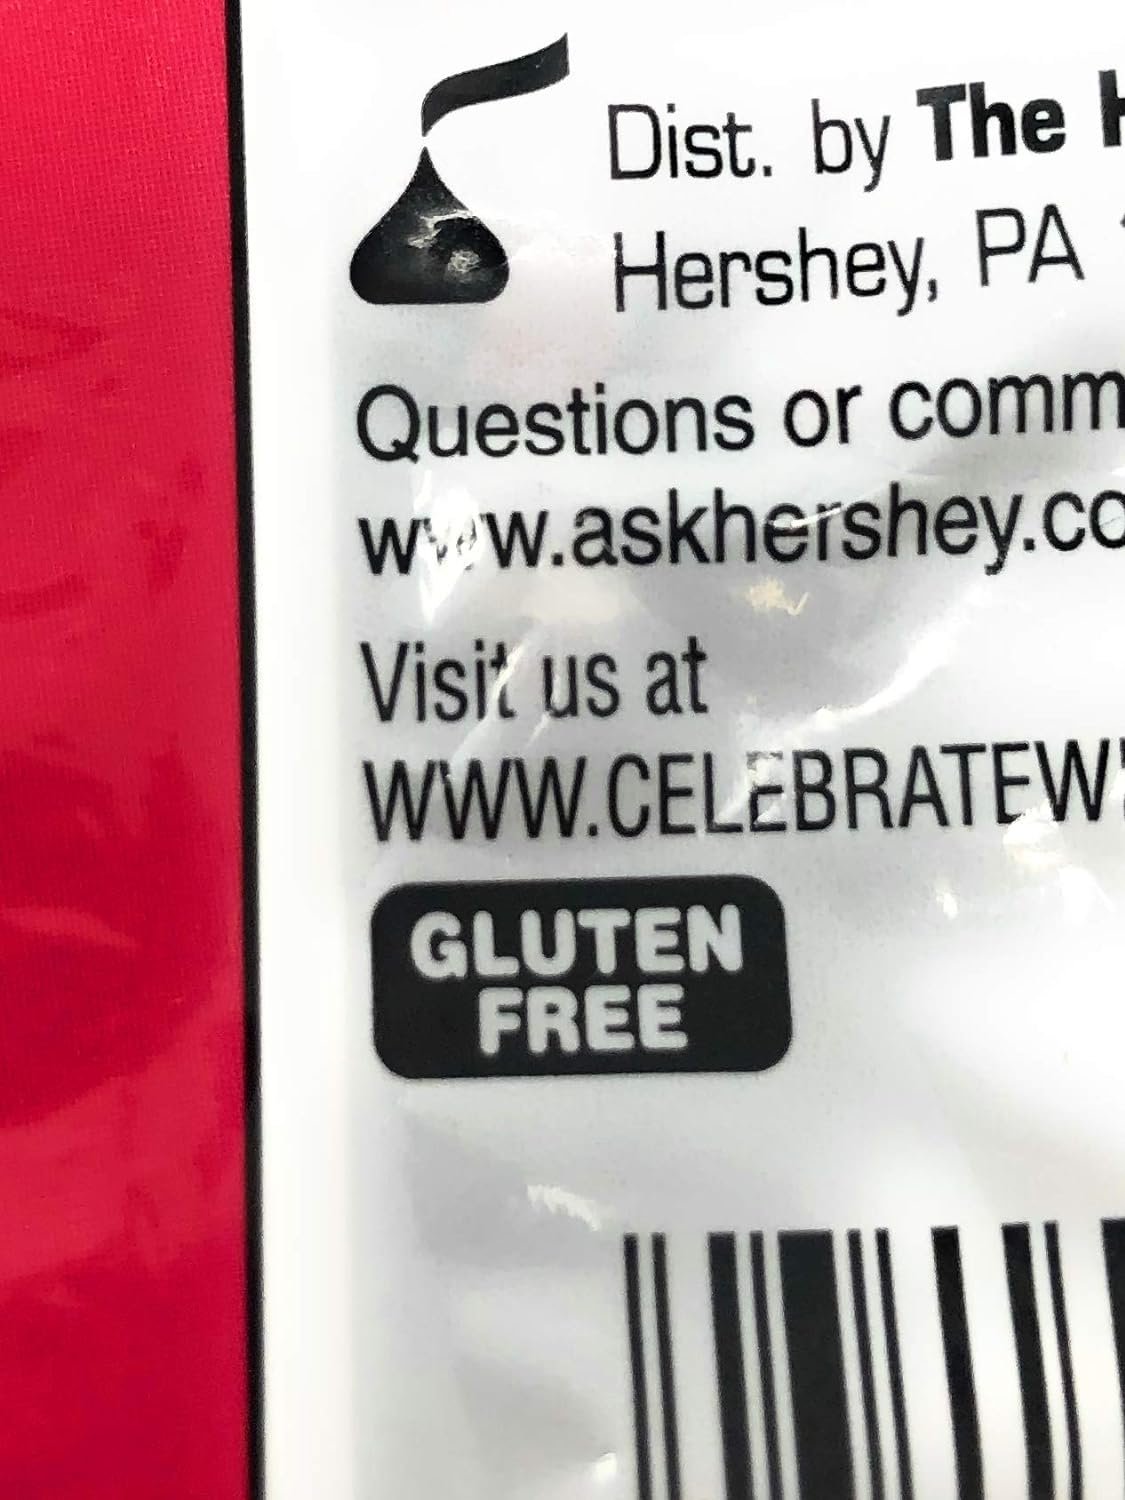 Dist. by The
Hershey, PA
Questions or comm
www.askhershey.co
Visit us at
WWW.CELEBRATEW
GLUTEN
FREE